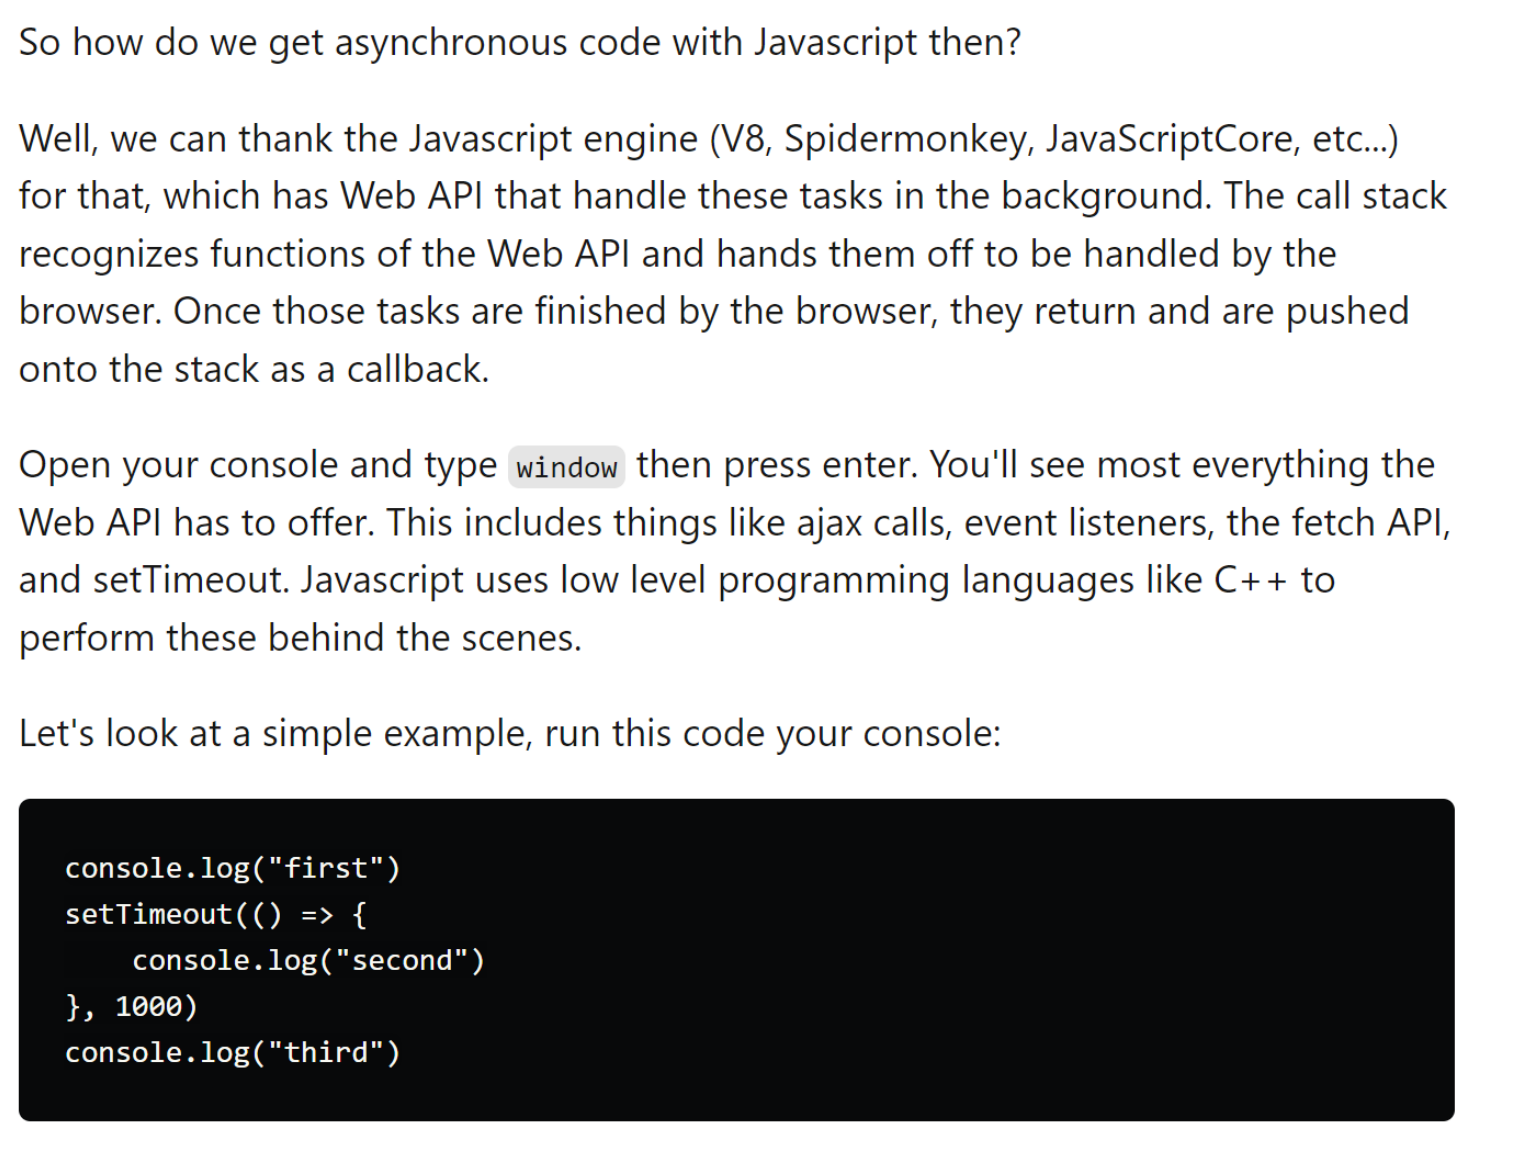 So how do we get asynchronous code with Javascript then?
Well, we can thank the Javascript engine (V8, Spidermonkey, JavaScriptCore, etc...)
for that, which has Web API that handle these tasks in the background. The call stack
recognizes functions of the Web API and hands them off to be handled by the
browser. Once those tasks are finished by the browser, they return and are pushed
onto the stack as a callback.
Open your console and type window then press enter. You'll see most everything the
Web API has to offer. This includes things like ajax calls, event listeners, the fetch API,
and setTimeout. Javascript uses low level programming languages like C++ to
perform these behind the scenes.
Let's look at a simple example, run this code your console:
console.log("first")
setTimeout(() => {
    console.log("second")
}, 1000)
console.log("third")